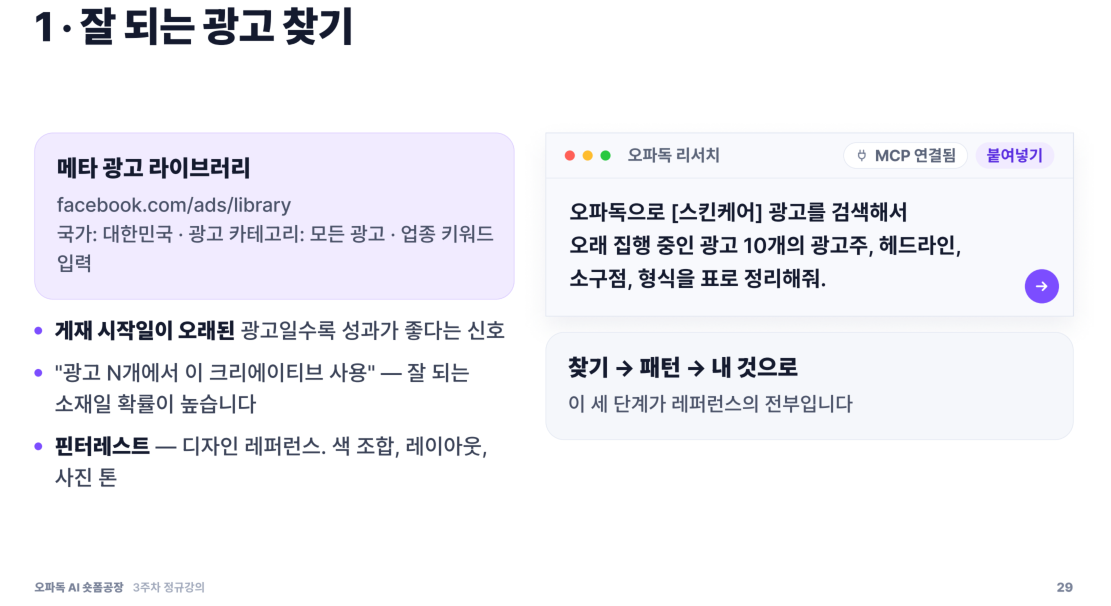 1 · 잘 되는 광고 찾기
메타 광고 라이브러리
facebook.com/ads/library
국가: 대한민국 · 광고 카테고리: 모든 광고 · 업종 키워드
입력
게재 시작일이 오래된 광고일수록 성과가 좋다는 신호
"광고 N개에서 이 크리에이티브 사용" — 잘 되는
소재일 확률이 높습니다
핀터레스트 — 디자인 레퍼런스. 색 조합, 레이아웃,
사진 톤
오파독 리서치
MCP 연결됨
붙여넣기
오파독으로 [스킨케어] 광고를 검색해서
오래 집행 중인 광고 10개의 광고주, 헤드라인,
소구점, 형식을 표로 정리해줘.
찾기 → 패턴 → 내 것으로
이 세 단계가 레퍼런스의 전부입니다
오파독 AI 숏폼공장 3주차 정규강의
29